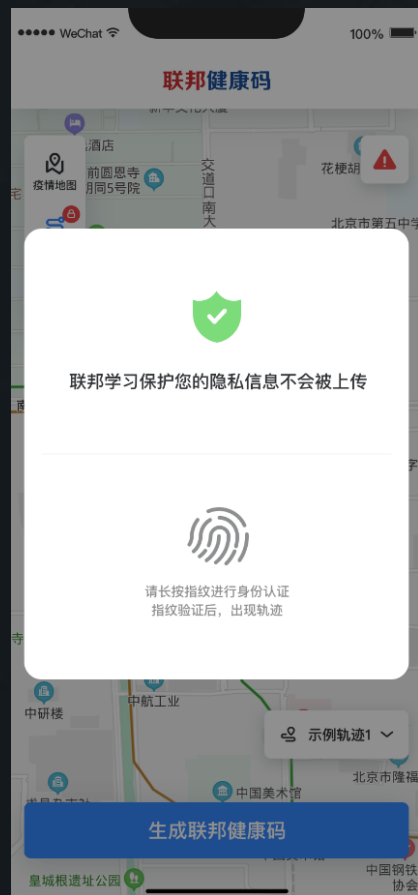 WeChat
100%
联邦健康码
酒店
疫情地图
前圆恩寺
胡同5号院
交道口南大
花梗胡
宅
北京市第五中学
联邦学习保护您的隐私信息不会被上传
请长按指纹进行身份认证
指纹验证后，出现轨迹
中研楼
中航工业
示例轨迹1
北京市隆福
中国美术馆
生成联邦健康码
皇城根遗址公园
中国钢铁
协会